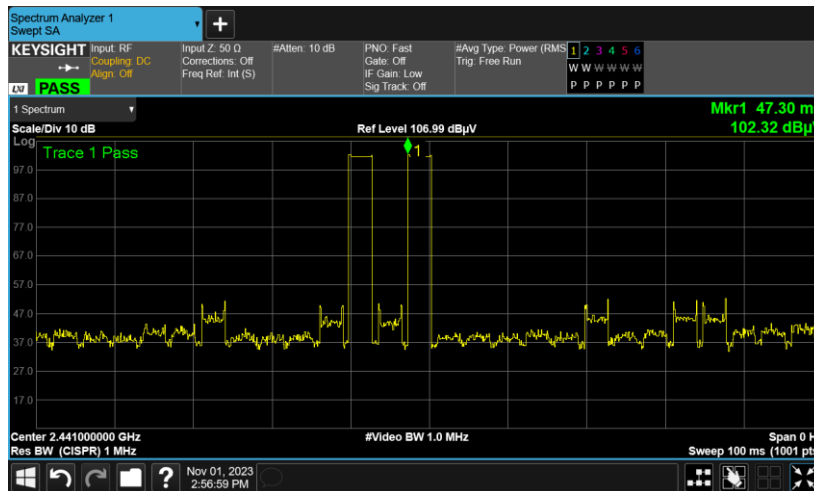 Spectrum Analyzer 1
Swept SA
KEYSIGHT
Input: RF
Coupling: DC
Align: Off
Input Z: 50 Ω
Corrections: Off
Freq Ref: Int (S)
#Atten: 10 dB
PNO: Fast
Gate: Off
IF Gain: Low
Sig Track: Off
#Avg Type: Power (RMS
Trig: Free Run
1 2 3 4 5 6
W W W W W W
P P P P P P
LXI PASS
1 Spectrum
Mkr1 47.30 m
Scale/Div 10 dB
Ref Level 106.99 dBµV
102.32 dBµV
Log
Trace 1 Pass
1
97.0
87.0
77.0
67.0
57.0
47.0
37.0
27.0
17.0
Center 2.441000000 GHz
#Video BW 1.0 MHz
Span 0 H
Res BW (CISPR) 1 MHz
Sweep 100 ms (1001 pts
Nov 01, 2023
2:56:59 PM
?